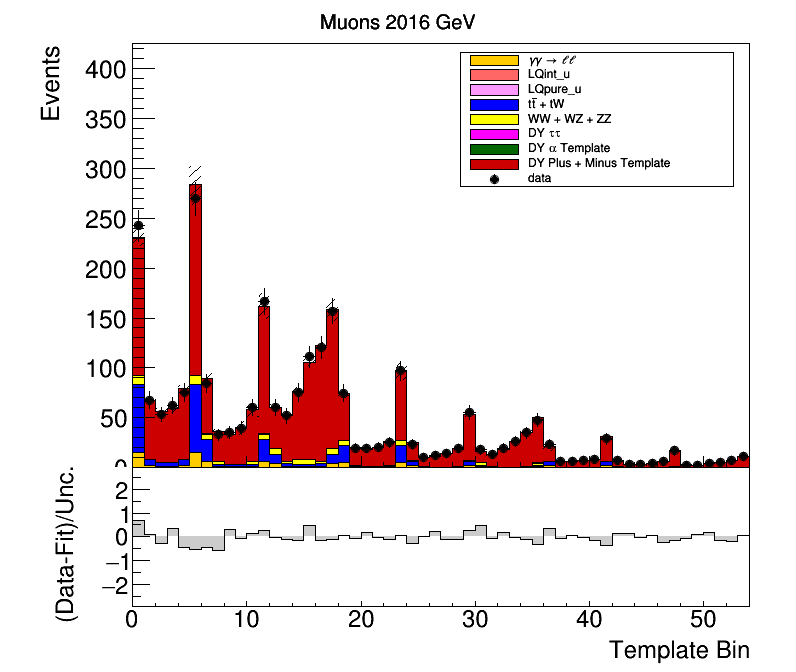 Muons 2016 GeV
Events
400
350
300
250
200
150
100
50
0
γγ → ℓℓ
LQint_u
LQpure_u
tt̄ + tW
WW + WZ + ZZ
DY ττ
DY α Template
DY Plus + Minus Template
data
(Data-Fit)/Unc.
2
1
0
−1
−2
0 10 20 30 40 50
Template Bin